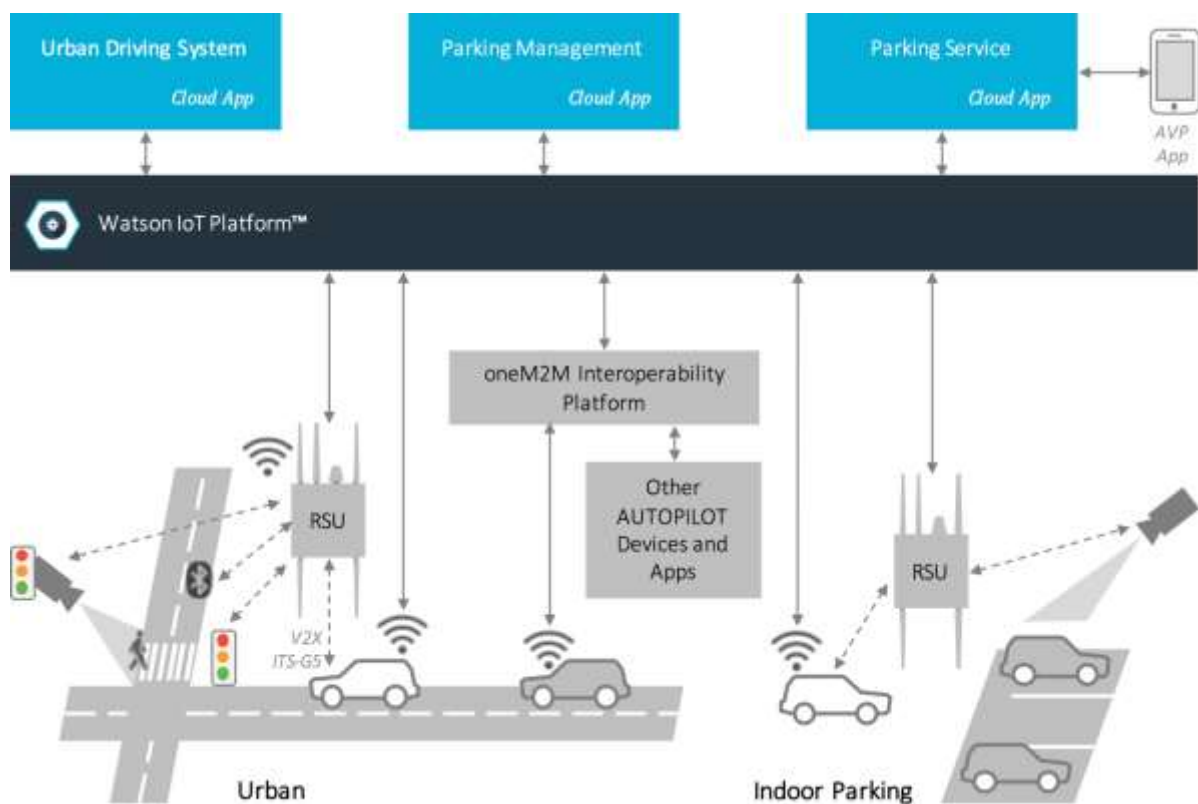 Urban Driving System
Cloud App
Parking Management
Cloud App
Parking Service
Cloud App
AVP
App
Watson IoT Platform™
oneM2M Interoperability
Platform
Other
AUTOPILOT
Devices and
Apps
RSU
RSU
V2X
ITS-G5
Urban
Indoor Parking